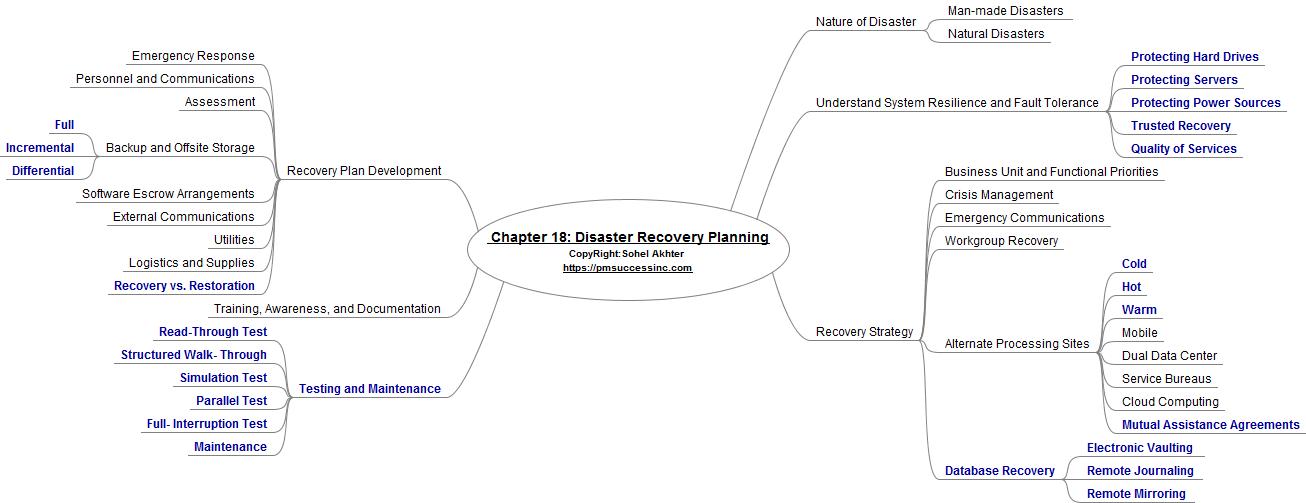 Chapter 18: Disaster Recovery Planning
CopyRight:Sohel Akhter
https://pmsuccessinc.com
Nature of Disaster
Man-made Disasters
Natural Disasters
Understand System Resilience and Fault Tolerance
Protecting Hard Drives
Protecting Servers
Protecting Power Sources
Trusted Recovery
Quality of Services
Recovery Strategy
Business Unit and Functional Priorities
Crisis Management
Emergency Communications
Workgroup Recovery
Alternate Processing Sites
Cold
Hot
Warm
Mobile
Dual Data Center
Service Bureaus
Cloud Computing
Mutual Assistance Agreements
Database Recovery
Electronic Vaulting
Remote Journaling
Remote Mirroring
Recovery Plan Development
Emergency Response
Personnel and Communications
Assessment
Backup and Offsite Storage
Full
Incremental
Differential
Software Escrow Arrangements
External Communications
Utilities
Logistics and Supplies
Recovery vs. Restoration
Training, Awareness, and Documentation
Testing and Maintenance
Read-Through Test
Structured Walk- Through
Simulation Test
Parallel Test
Full- Interruption Test
Maintenance